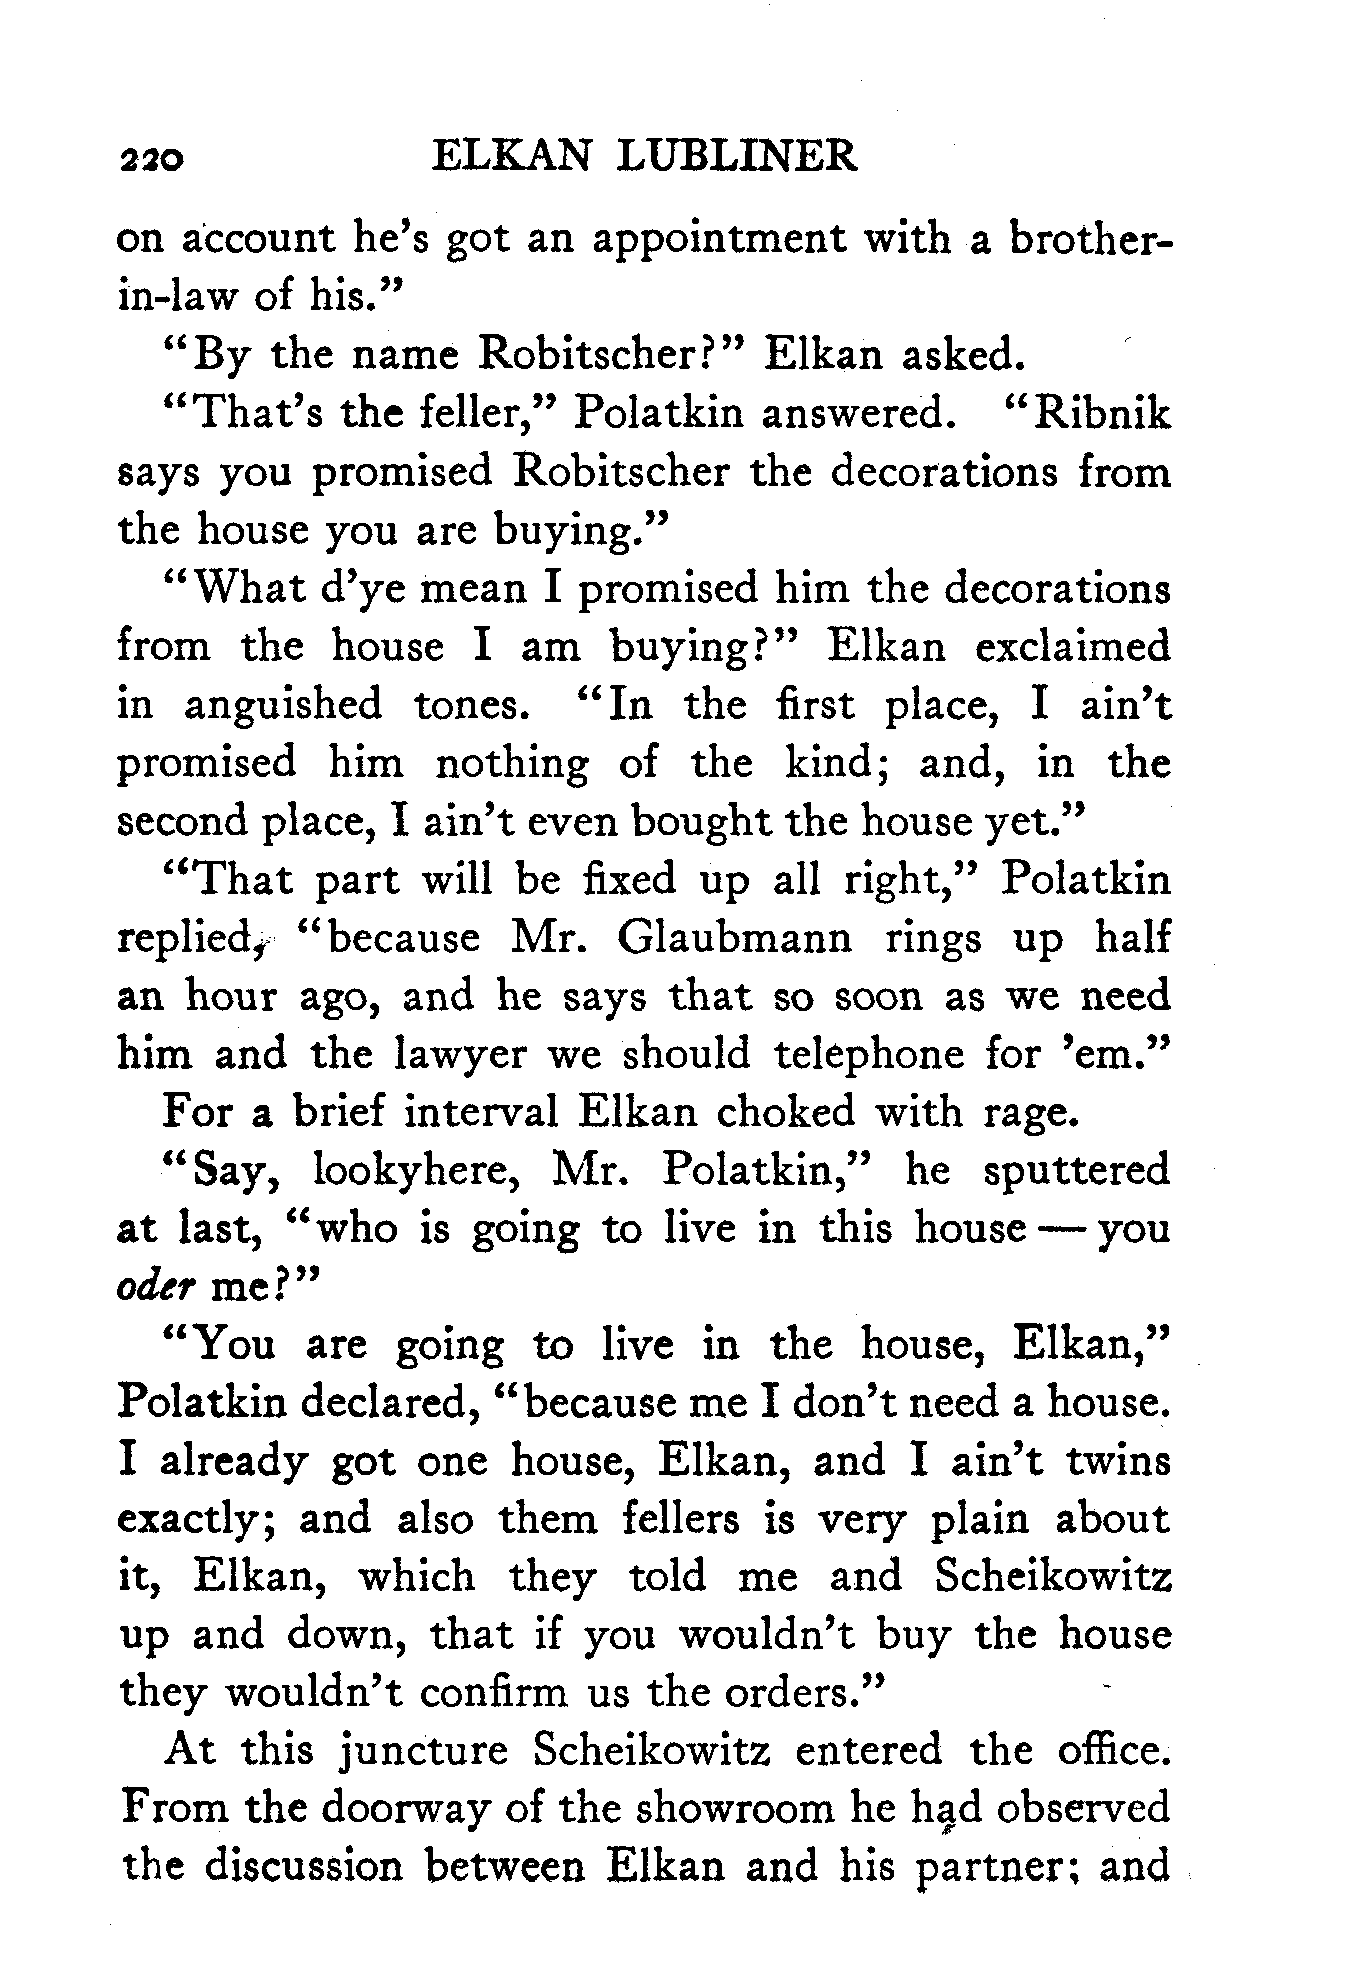 220 ELKAN LUBLINER
on account he's got an appointment with a brother-
in-law of his."
"By the name Robitscher?" Elkan asked.
"That's the feller," Polatkin answered. "Ribnik
says you promised Robitscher the decorations from
the house you are buying."
"What d'ye mean I promised him the decorations
from the house I am buying?" Elkan exclaimed
in anguished tones. "In the first place, I ain't
promised him nothing of the kind; and, in the
second place, I ain't even bought the house yet."
"That part will be fixed up all right," Polatkin
replied, "because Mr. Glaubmann rings up half
an hour ago, and he says that so soon as we need
him and the lawyer we should telephone for 'em."
For a brief interval Elkan choked with rage.
"Say, lookyhere, Mr. Polatkin," he sputtered
at last, "who is going to live in this house — you
oder me?"
"You are going to live in the house, Elkan,"
Polatkin declared, "because me I don't need a house.
I already got one house, Elkan, and I ain't twins
exactly; and also them fellers is very plain about
it, Elkan, which they told me and Scheikowitz
up and down, that if you wouldn't buy the house
they wouldn't confirm us the orders."
At this juncture Scheikowitz entered the office.
From the doorway of the showroom he had observed
the discussion between Elkan and his partner; and